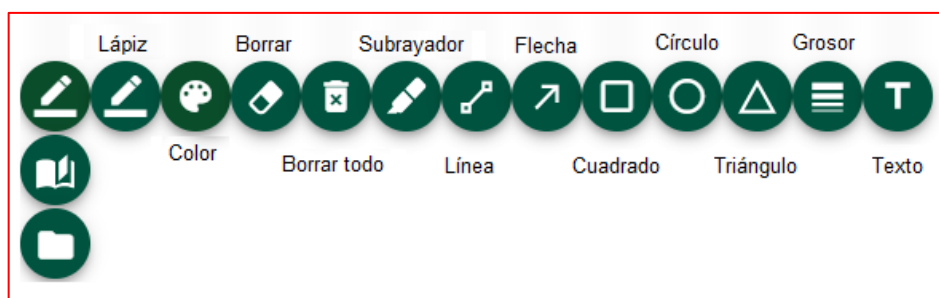 Lápiz Borrar Subrayador Flecha Círculo Grosor
T
Color Borrar todo Línea Cuadrado Triángulo Texto